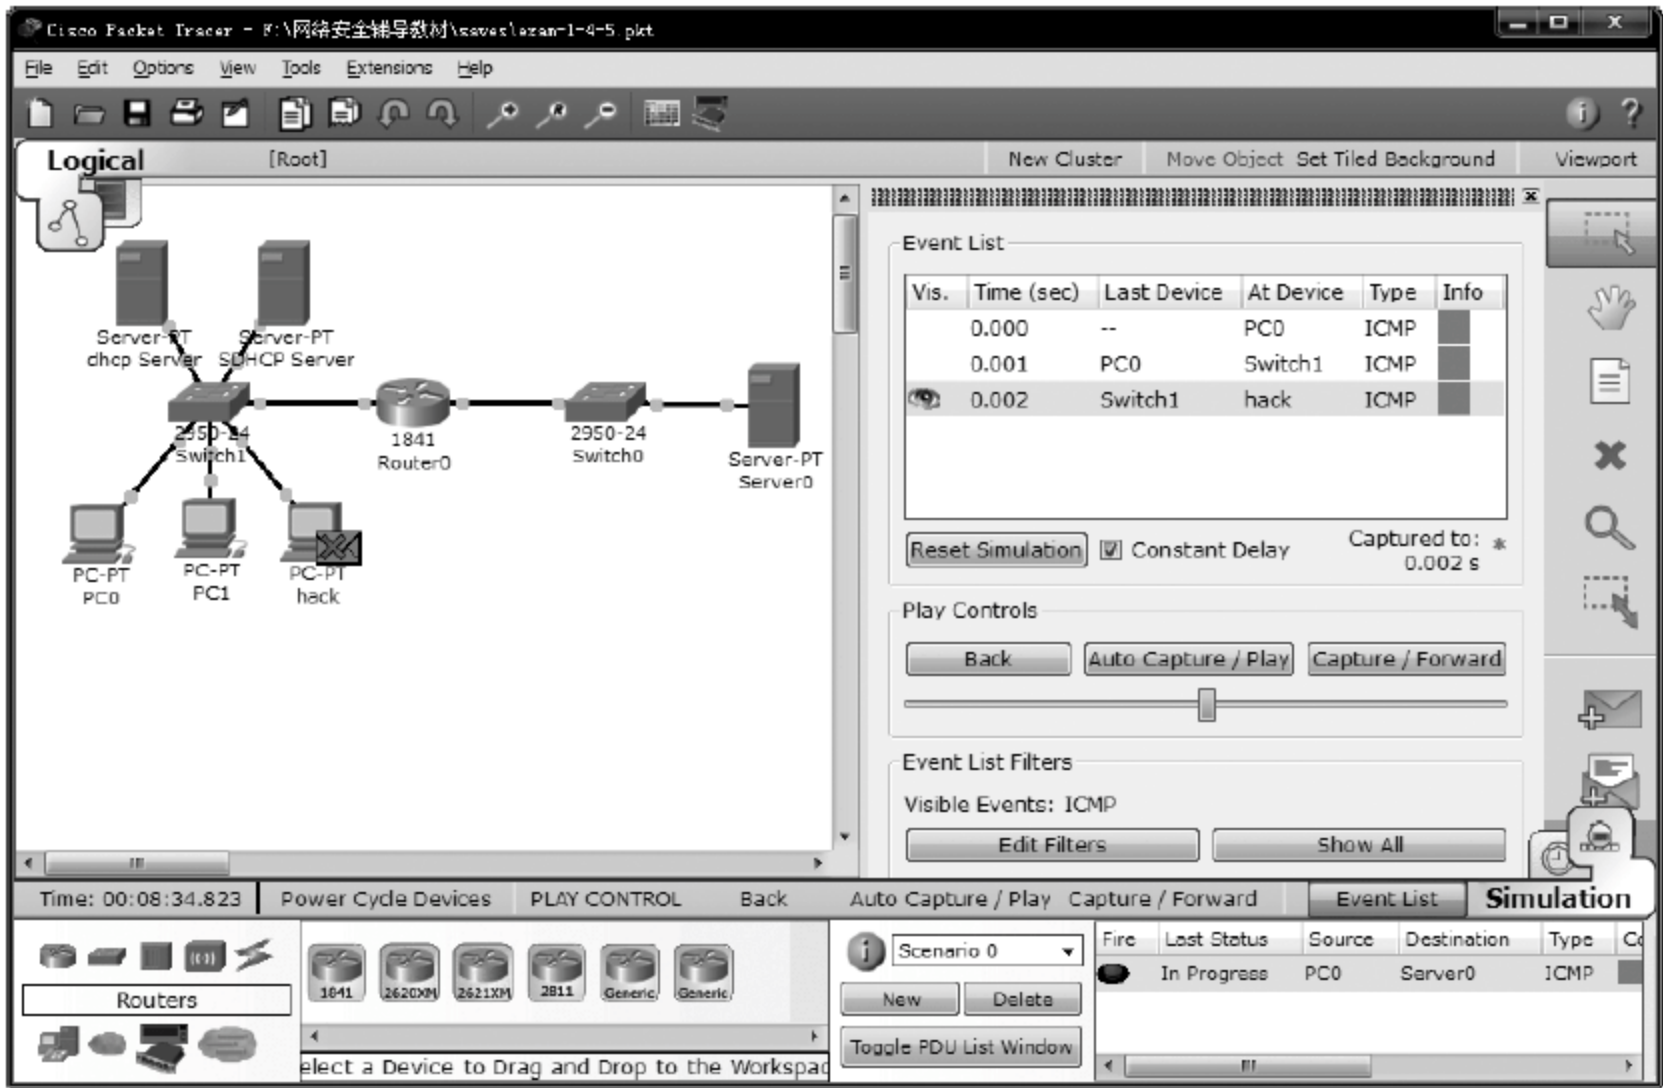 Cisco Packet Tracer - F:\网络安全辅导教材\saves\exam-1-4-5.pkt
File Edit Options View Tools Extensions Help
Logical [Root] New Cluster Move Object Set Tiled Background Viewport
Server-PT
dhcp Server
Server-PT
SDHCP Server
2950-24
Switch1
1841
Router0
2950-24
Switch0
Server-PT
Server0
PC-PT
PC0
PC-PT
PC1
PC-PT
hack
Event List
Vis. Time (sec) Last Device At Device Type Info
0.000 -- PC0 ICMP
0.001 PC0 Switch1 ICMP
0.002 Switch1 hack ICMP
Reset Simulation Constant Delay Captured to: *
0.002 s
Play Controls
Back Auto Capture / Play Capture / Forward
Event List Filters
Visible Events: ICMP
Edit Filters Show All
Time: 00:08:34.823 Power Cycle Devices PLAY CONTROL Back Auto Capture / Play Capture / Forward Event List Simulation
Routers
1841 2620XM 2621XM 2811 Generic Generic
elect a Device to Drag and Drop to the Workspac
Scenario 0
New Delete
Toggle PDU List Window
Fire Last Status Source Destination Type Co
In Progress PC0 Server0 ICMP